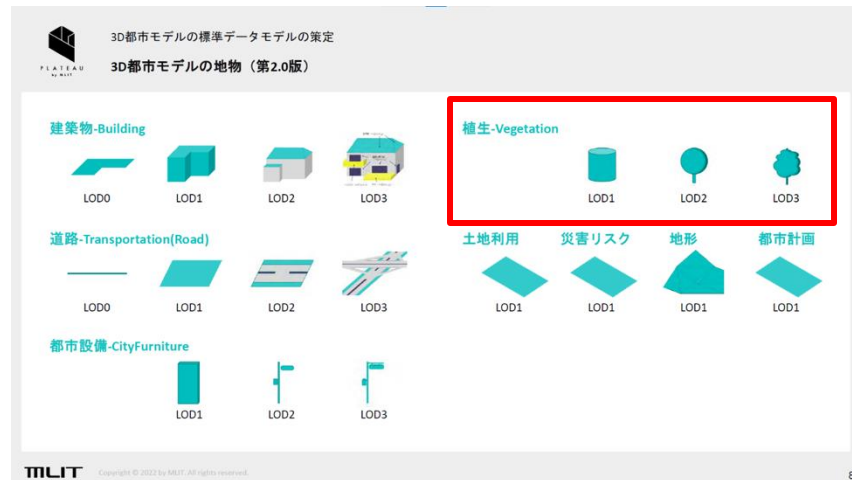 3D都市モデルの標準データモデルの策定
3D都市モデルの地物（第2.0版）
PLATEAU
by MLIT
建築物-Building
LOD0 LOD1 LOD2 LOD3
植生-Vegetation
LOD1 LOD2 LOD3
道路-Transportation(Road)
LOD0 LOD1 LOD2 LOD3
土地利用 災害リスク 地形 都市計画
LOD1 LOD1 LOD1 LOD1
都市設備-CityFurniture
LOD1 LOD2 LOD3
MLIT Copyright © 2022 by MLIT. All rights reserved.
8